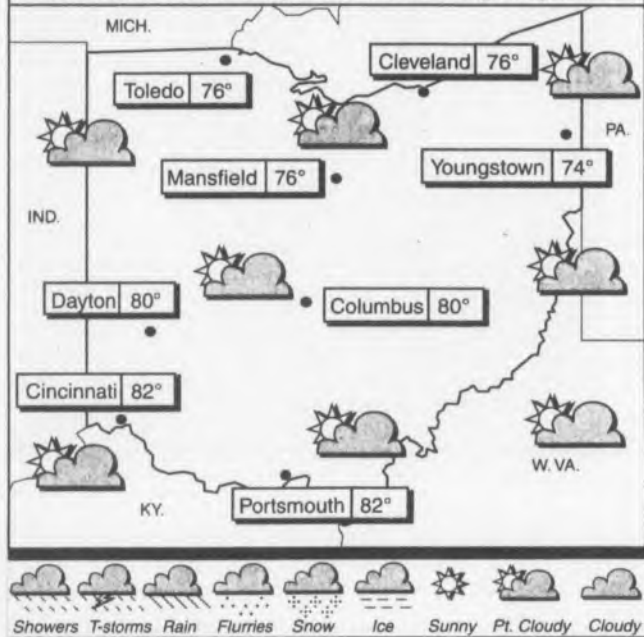 MICH.
Cleveland 76°
Toledo 76°
PA.
Youngstown 74°
Mansfield 76°
IND.
Dayton 80°
Columbus 80°
Cincinnati 82°
W. VA.
KY.
Portsmouth 82°
Showers T-storms Rain Flurries Snow Ice Sunny Pt. Cloudy Cloudy